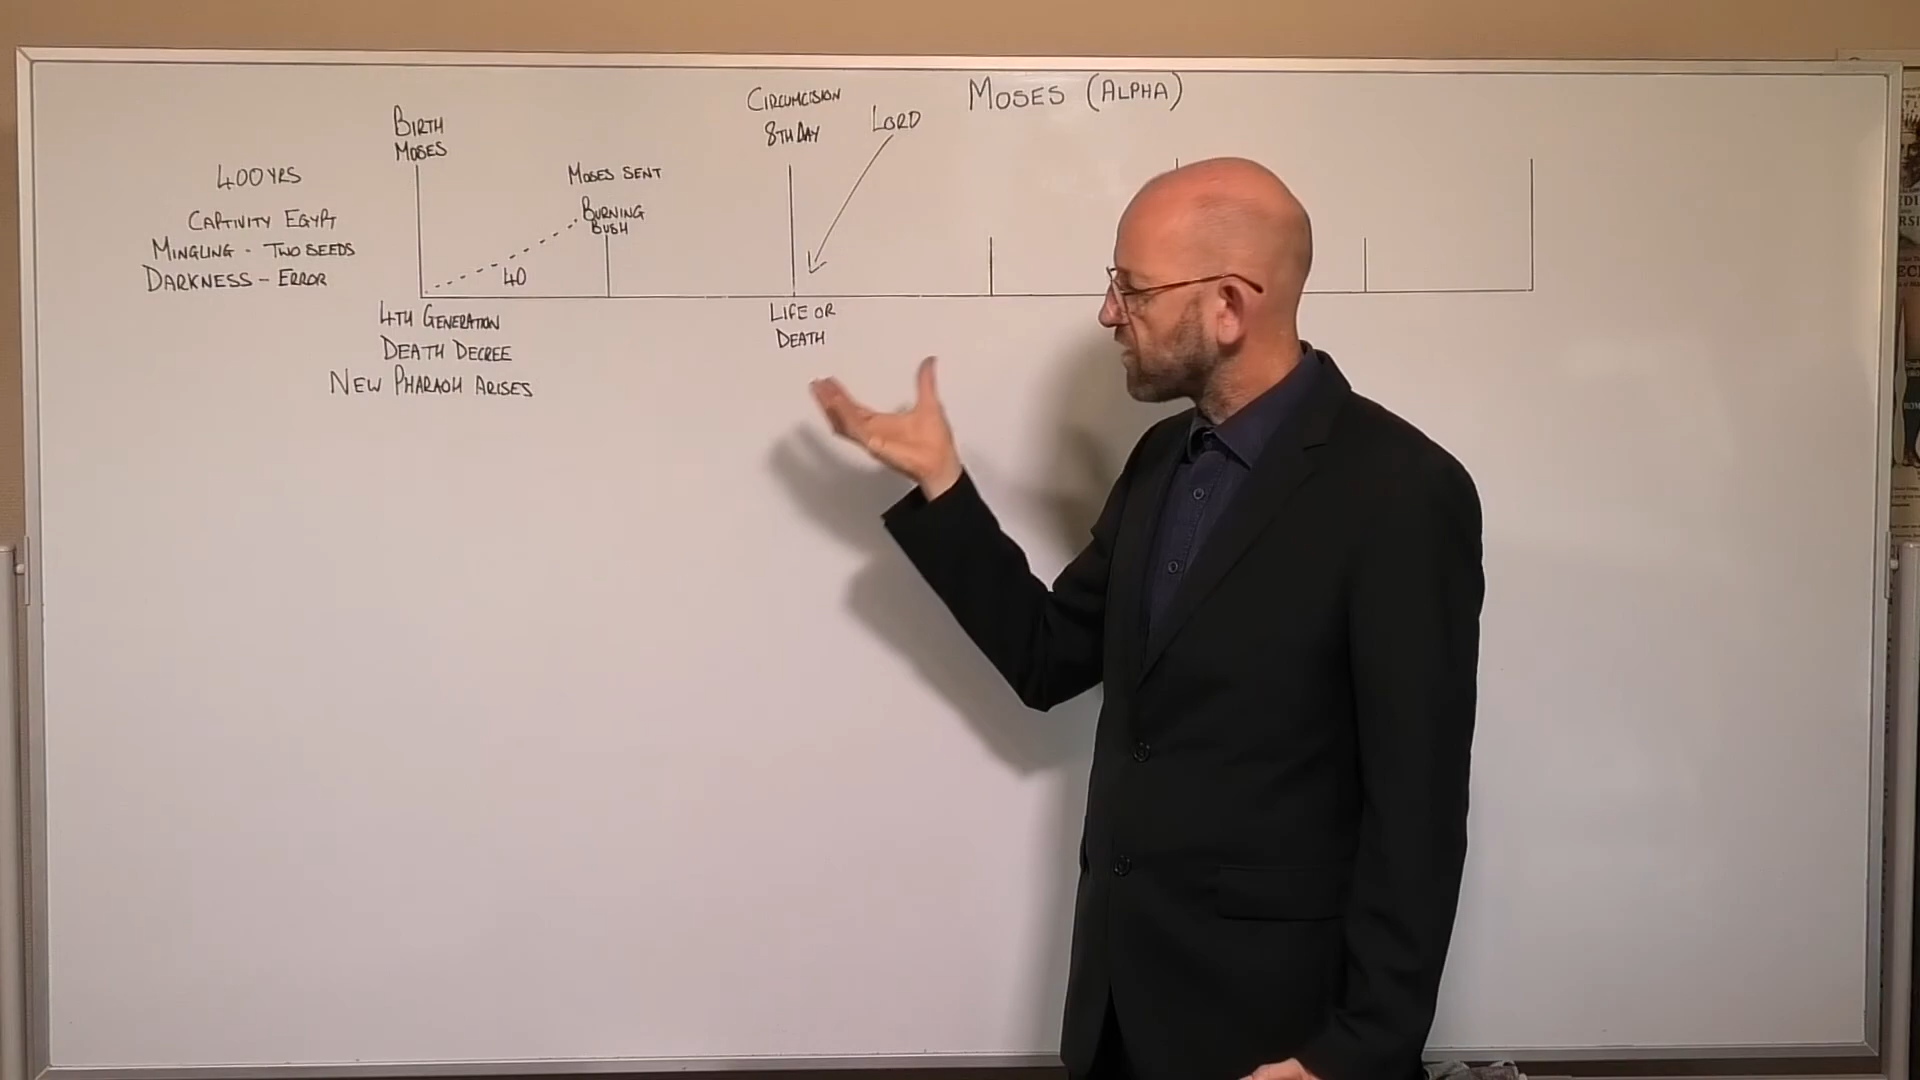 MOSES (ALPHA)
400 YRS
CAPTIVITY EGYPT
MINGLING - TWO SEEDS
DARKNESS - ERROR
BIRTH
MOSES
40
4TH GENERATION
DEATH DECREE
NEW PHARAOH ARISES
MOSES SENT
BURNING
BUSH
CIRCUMCISION
8TH DAY
LORD
LIFE OR
DEATH